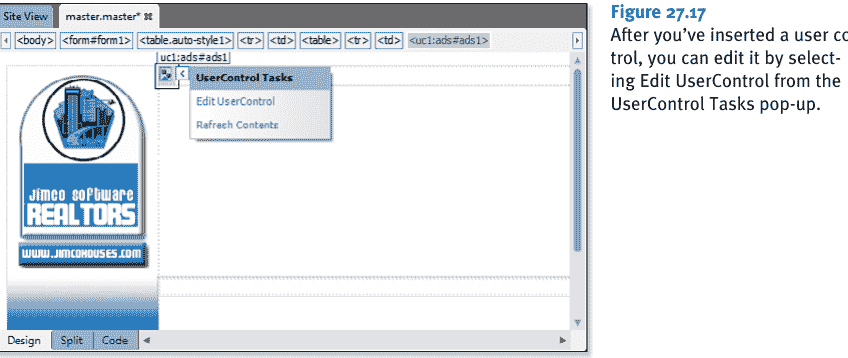 Site View master.master*
<body> <form#form1> <table.auto-style1> <tr> <td> <table> <tr> <td> <uc1:ads#ads1>
uc1:ads#ads1
UserControl Tasks
Edit UserControl
Refresh Contents
Jimco Software
REALTORS
WWW.JIMCOHOUSES.COM
Design Split Code
Figure 27.17
After you've inserted a user co
trol, you can edit it by select-
ing Edit UserControl from the
UserControl Tasks pop-up.